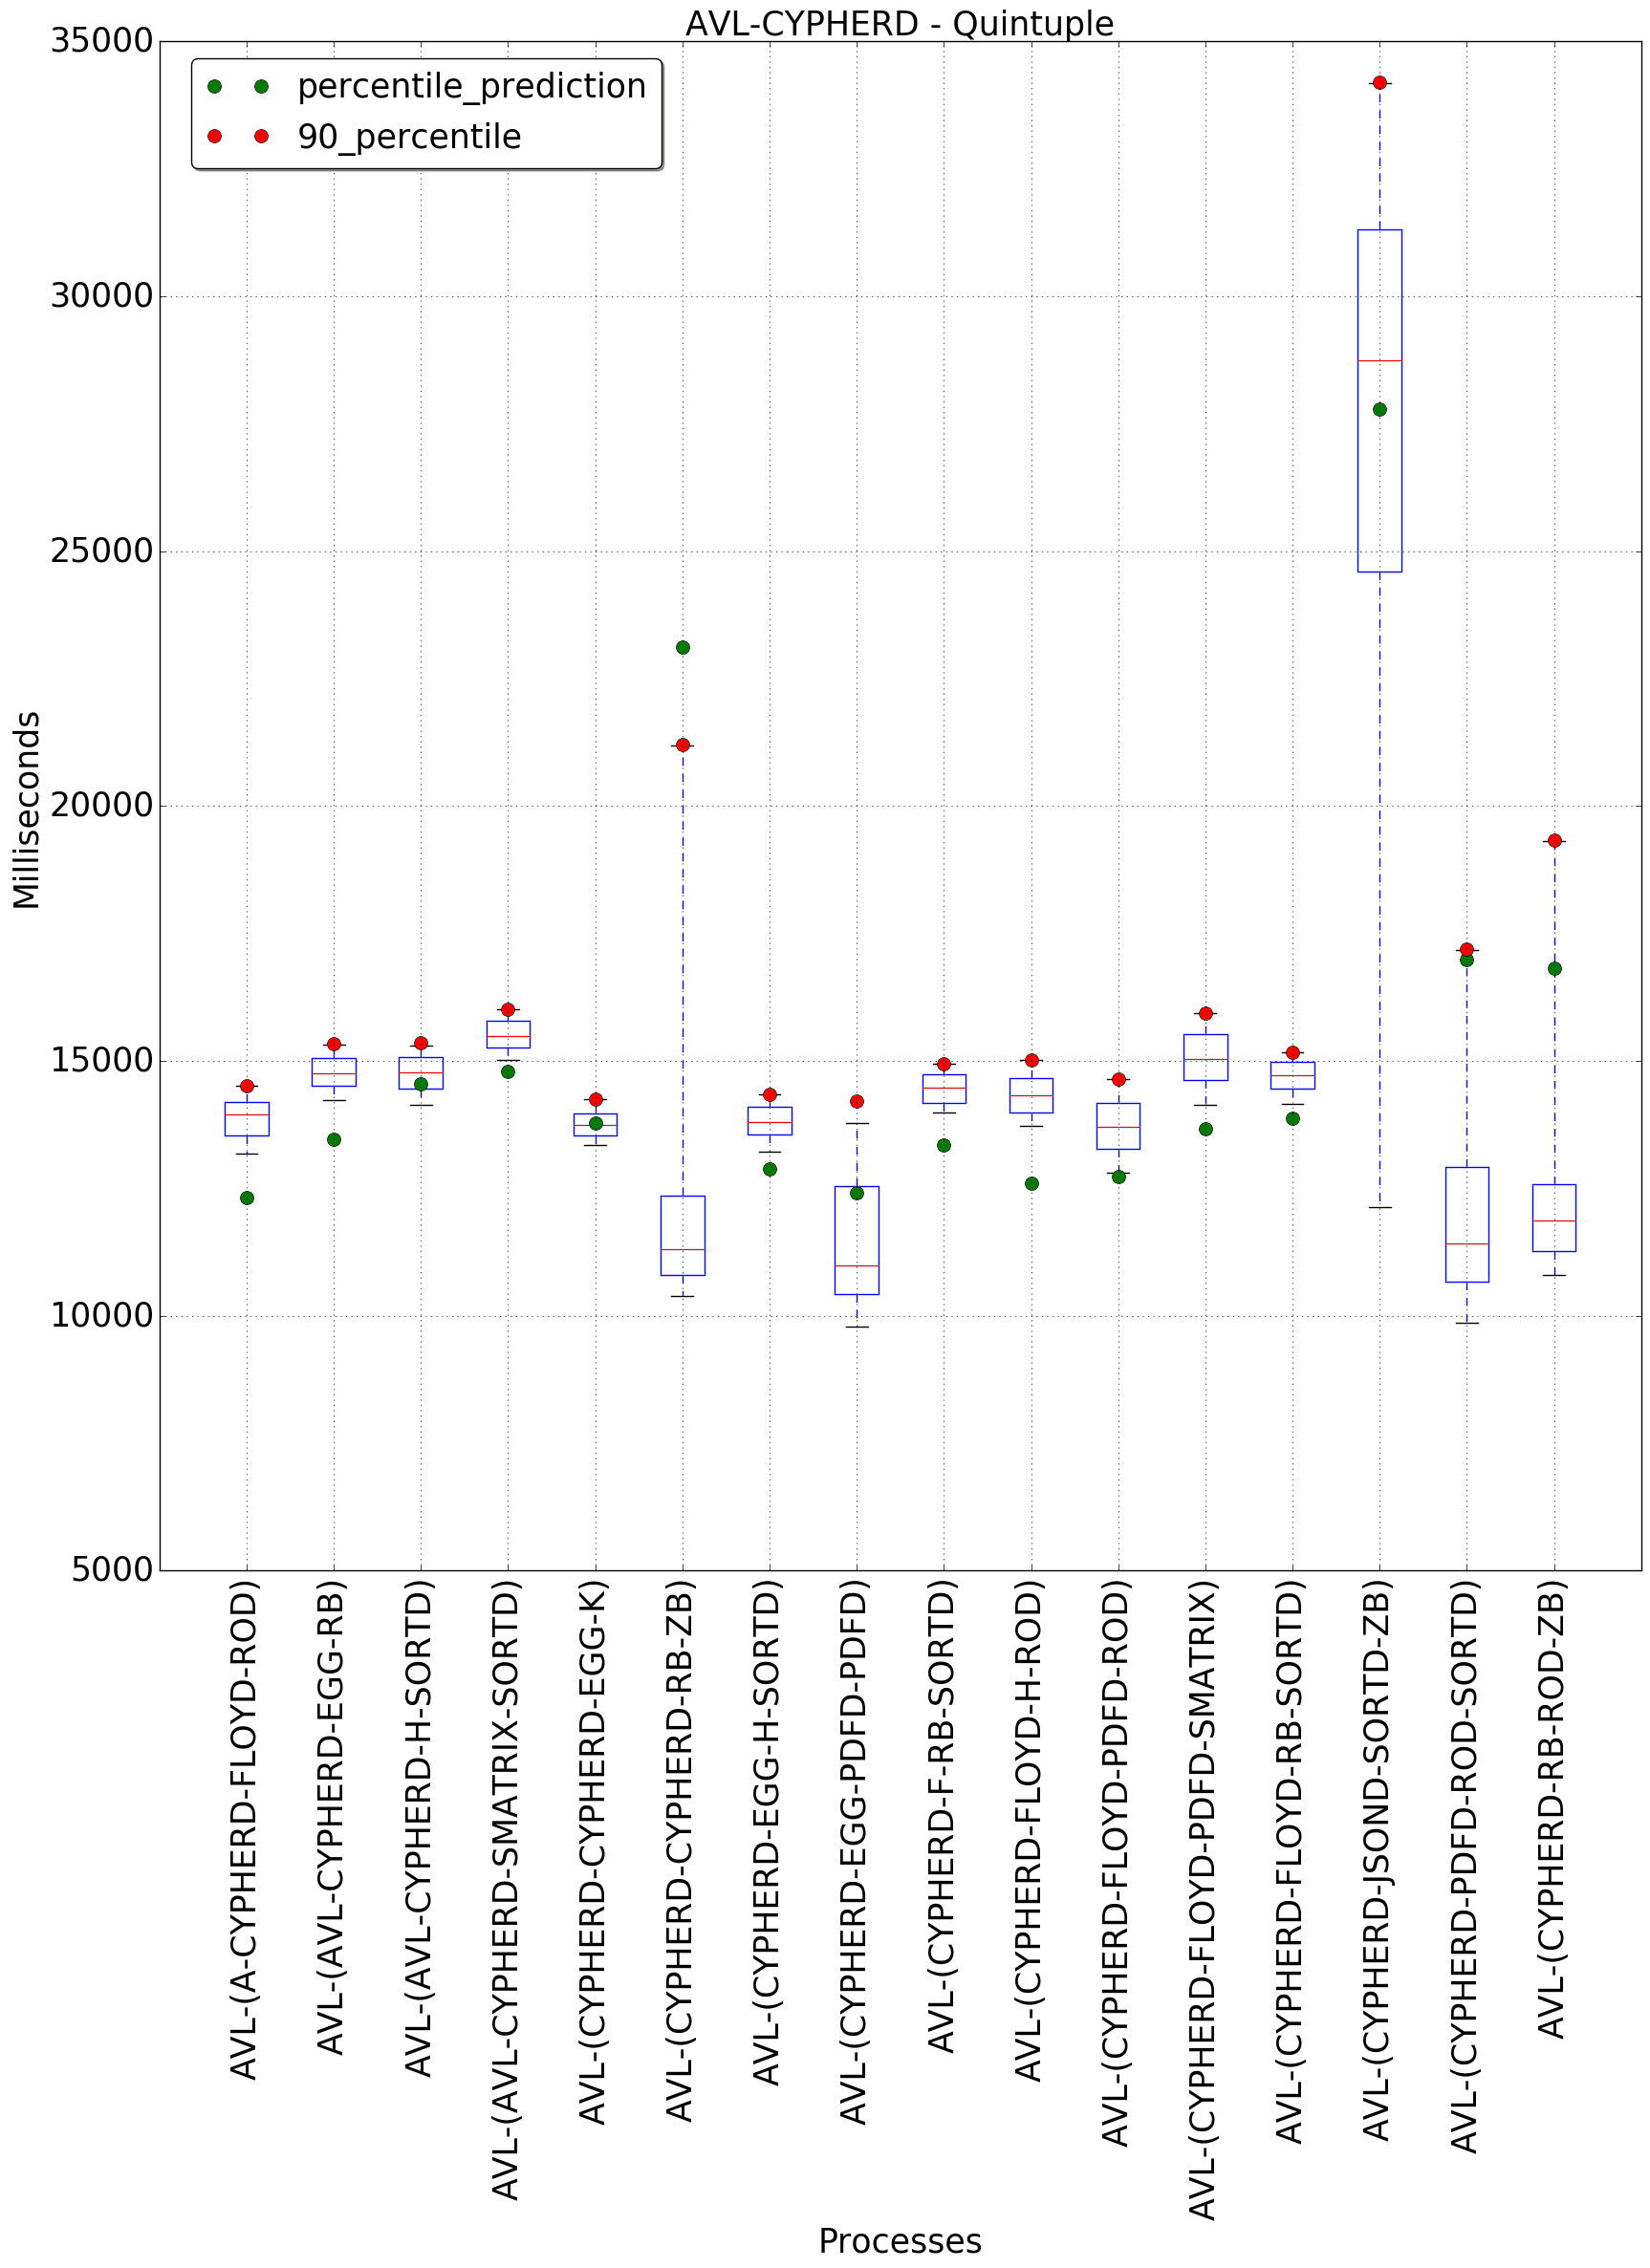 AVL-CYPHERD - Quintuple
percentile_prediction
90_percentile
35000
30000
25000
20000
15000
10000
5000
Milliseconds
AVL-(A-CYPHERD-FLOYD-ROD)
AVL-(AVL-CYPHERD-EGG-RB)
AVL-(AVL-CYPHERD-H-SORTD)
AVL-(AVL-CYPHERD-SMATRIX-SORTD)
AVL-(CYPHERD-CYPHERD-EGG-K)
AVL-(CYPHERD-CYPHERD-RB-ZB)
AVL-(CYPHERD-EGG-H-SORTD)
AVL-(CYPHERD-EGG-PDFD-PDFD)
AVL-(CYPHERD-F-RB-SORTD)
AVL-(CYPHERD-FLOYD-H-ROD)
AVL-(CYPHERD-FLOYD-PDFD-ROD)
AVL-(CYPHERD-FLOYD-PDFD-SMATRIX)
AVL-(CYPHERD-FLOYD-RB-SORTD)
AVL-(CYPHERD-JSOND-SORTD-ZB)
AVL-(CYPHERD-PDFD-ROD-SORTD)
AVL-(CYPHERD-RB-ROD-ZB)
Processes